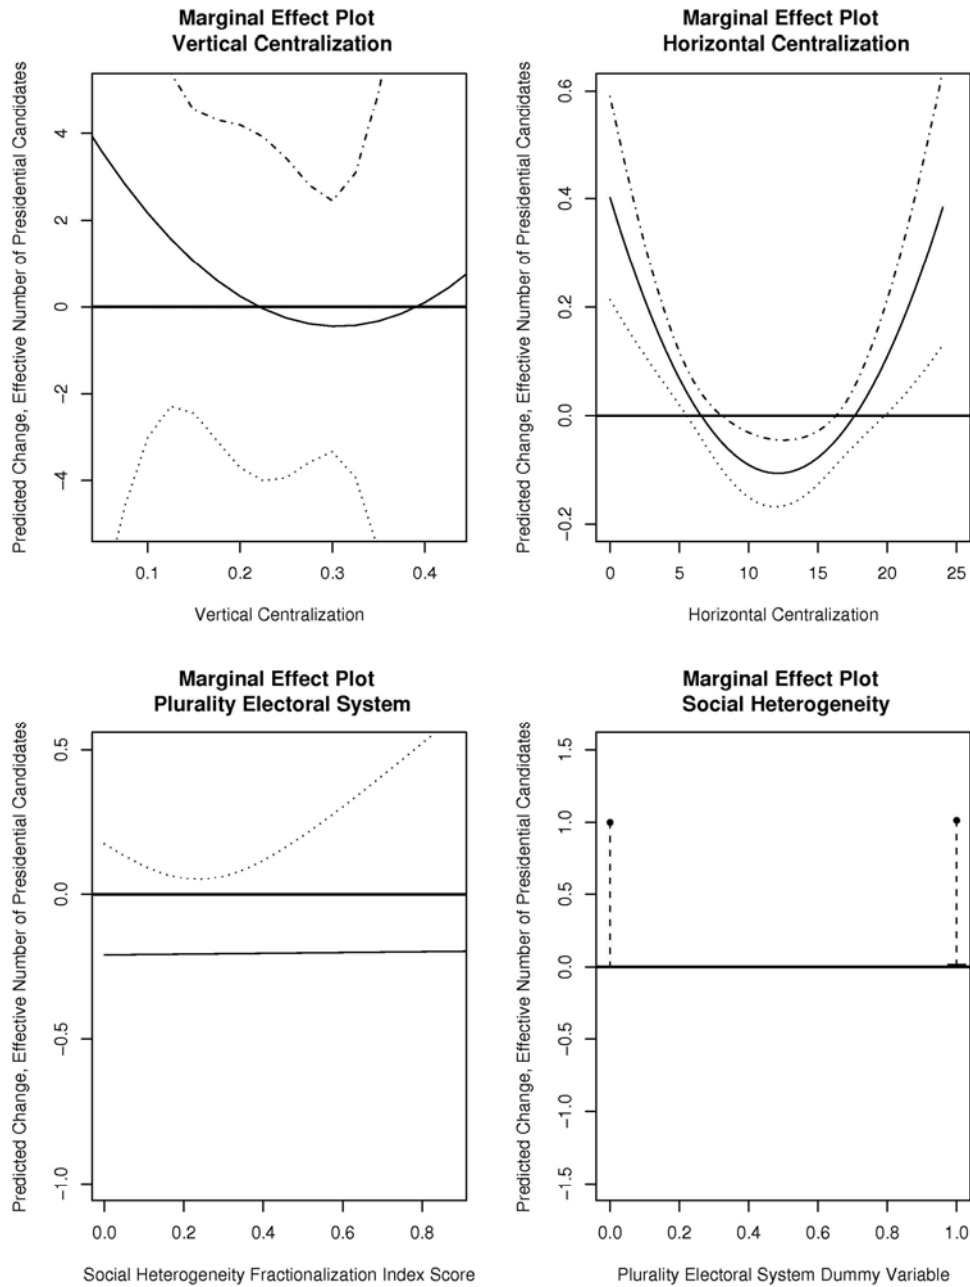 Marginal Effect Plot
Vertical Centralization
Predicted Change, Effective Number of Presidential Candidates
4
2
0
−2
−4
0.1 0.2 0.3 0.4
Vertical Centralization
Marginal Effect Plot
Horizontal Centralization
Predicted Change, Effective Number of Presidential Candidates
0.6
0.4
0.2
0.0
−0.2
0 5 10 15 20 25
Horizontal Centralization
Marginal Effect Plot
Plurality Electoral System
Predicted Change, Effective Number of Presidential Candidates
0.5
0.0
−0.5
−1.0
0.0 0.2 0.4 0.6 0.8
Social Heterogeneity Fractionalization Index Score
Marginal Effect Plot
Social Heterogeneity
Predicted Change, Effective Number of Presidential Candidates
1.5
1.0
0.5
0.0
−0.5
−1.0
−1.5
0.0 0.2 0.4 0.6 0.8 1.0
Plurality Electoral System Dummy Variable